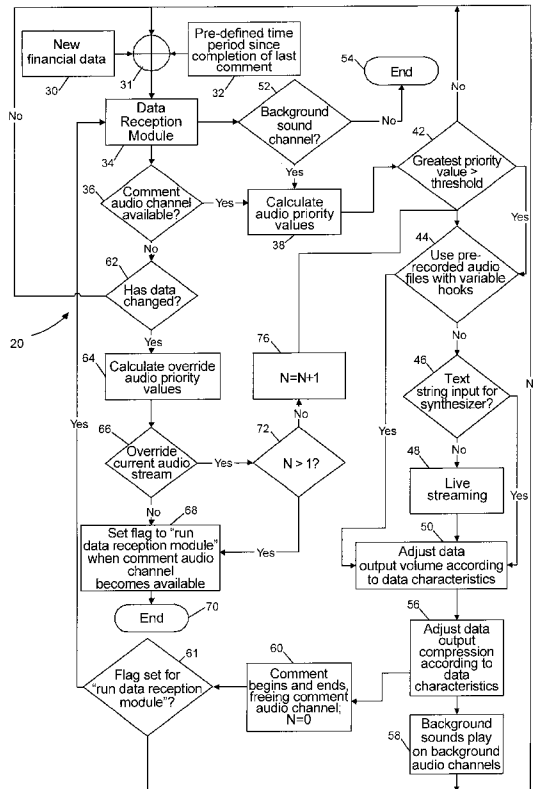 New
financial data
30
31
Pre-defined time
period since
completion of last
comment
32
54
End
No
52
Background
sound
channel?
No
No
Data
Reception
Module
34
42
Greatest priority
value >
threshold
Yes
36
Comment
audio channel
available?
Yes
Yes
Calculate
audio priority
values
38
No
44
Use
pre-
recorded audio
files with variable
hooks
No
62
Has data
changed?
20
Yes
64
Calculate override
audio priority
values
76
N=N+1
46
Text
string input for
synthesizer?
N
No
Yes
Yes
No
66
Override
current audio
stream
Yes
72
N > 1?
48
Live
streaming
Yes
No
68
Set flag to "run
data reception module"
when comment audio
channel
becomes available
Yes
50
Adjust data
output volume according
to data characteristics
End
70
56
Adjust data
output
compression
according to
data
characteristics
61
Flag set for
"run data reception
module"?
60
Comment
begins and ends,
freeing comment
audio channel;
N=0
58
Background
sounds play
on background
audio channels